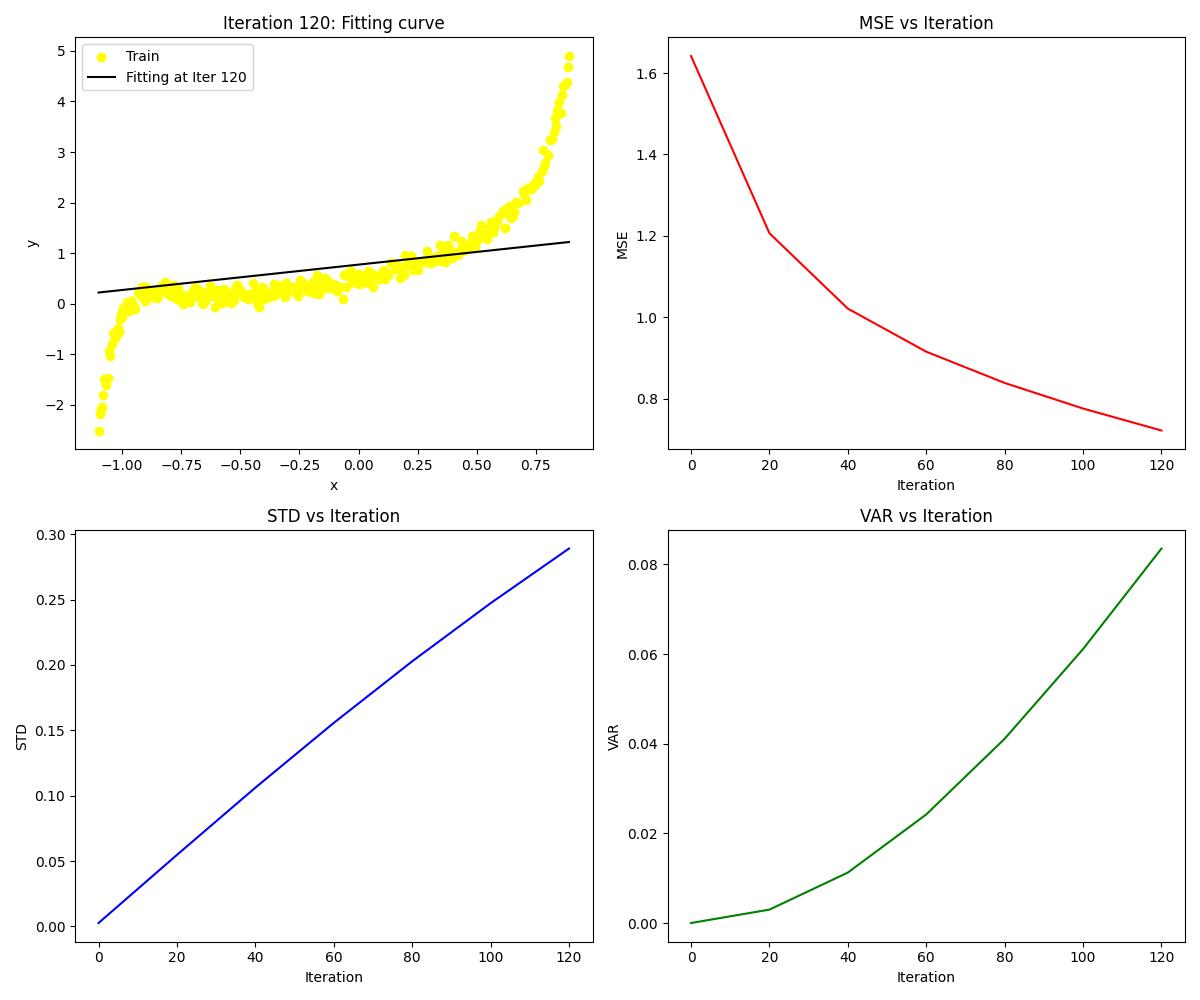 Iteration 120: Fitting curve
Train
Fitting at Iter 120
5
4
3
2
1
0
−1
−2
y
−1.00 −0.75 −0.50 −0.25 0.00 0.25 0.50 0.75
x
MSE vs Iteration
1.6
1.4
1.2
1.0
0.8
MSE
0 20 40 60 80 100 120
Iteration
STD vs Iteration
0.30
0.25
0.20
0.15
0.10
0.05
0.00
STD
0 20 40 60 80 100 120
Iteration
VAR vs Iteration
0.08
0.06
0.04
0.02
0.00
VAR
0 20 40 60 80 100 120
Iteration